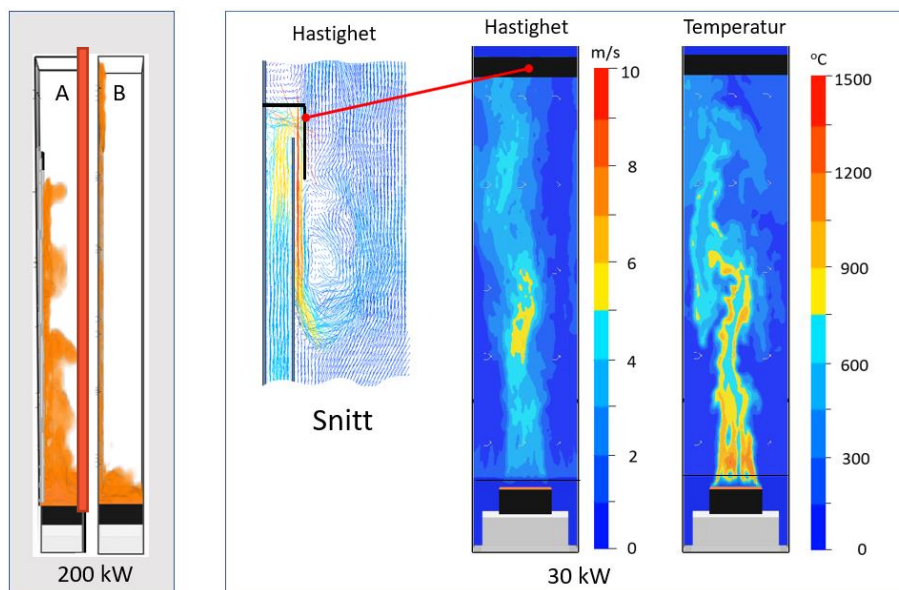 A
B
200 kW
Hastighet
Snitt
Hastighet
m/s
10
8
6
4
2
0
Temperatur
°C
1500
1200
900
600
300
0
30 kW